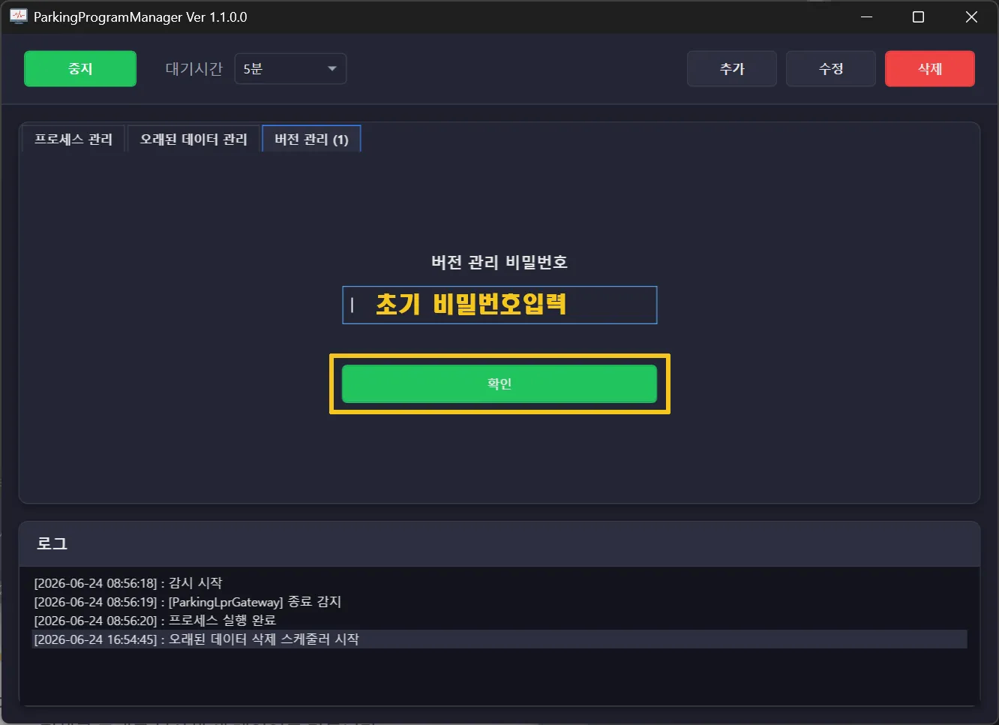 ParkingProgramManager Ver 1.1.0.0
중지 대기시간 5분 추가 수정 삭제
프로세스 관리 오래된 데이터 관리 버전 관리 (1)
버전 관리 비밀번호
초기 비밀번호입력
확인
로그
[2026-06-24 08:56:18] : 감시 시작
[2026-06-24 08:56:19] : [ParkingLprGateway] 종료 감지
[2026-06-24 08:56:20] : 프로세스 실행 완료
[2026-06-24 16:54:45] : 오래된 데이터 삭제 스케줄러 시작